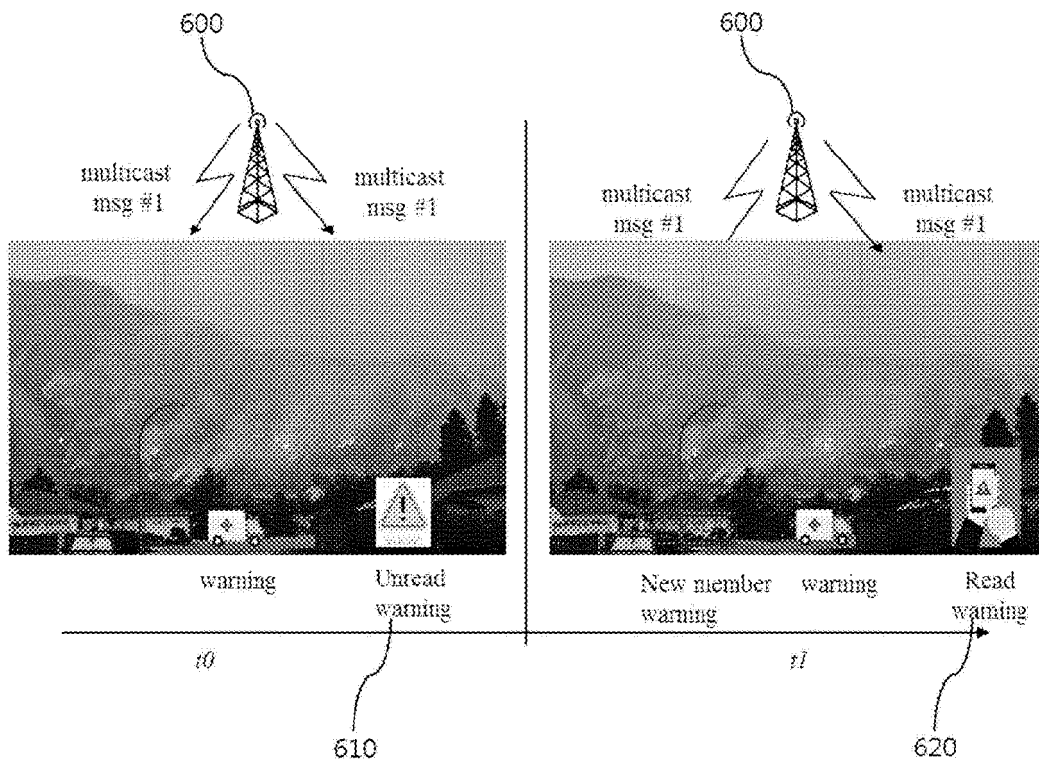 600
600
multicast
msg #1
multicast
msg #1
multicast
msg #1
multicast
msg #1
warning
Unread
warning
New member
warning
warning
Read
warning
t0
t1
610
620